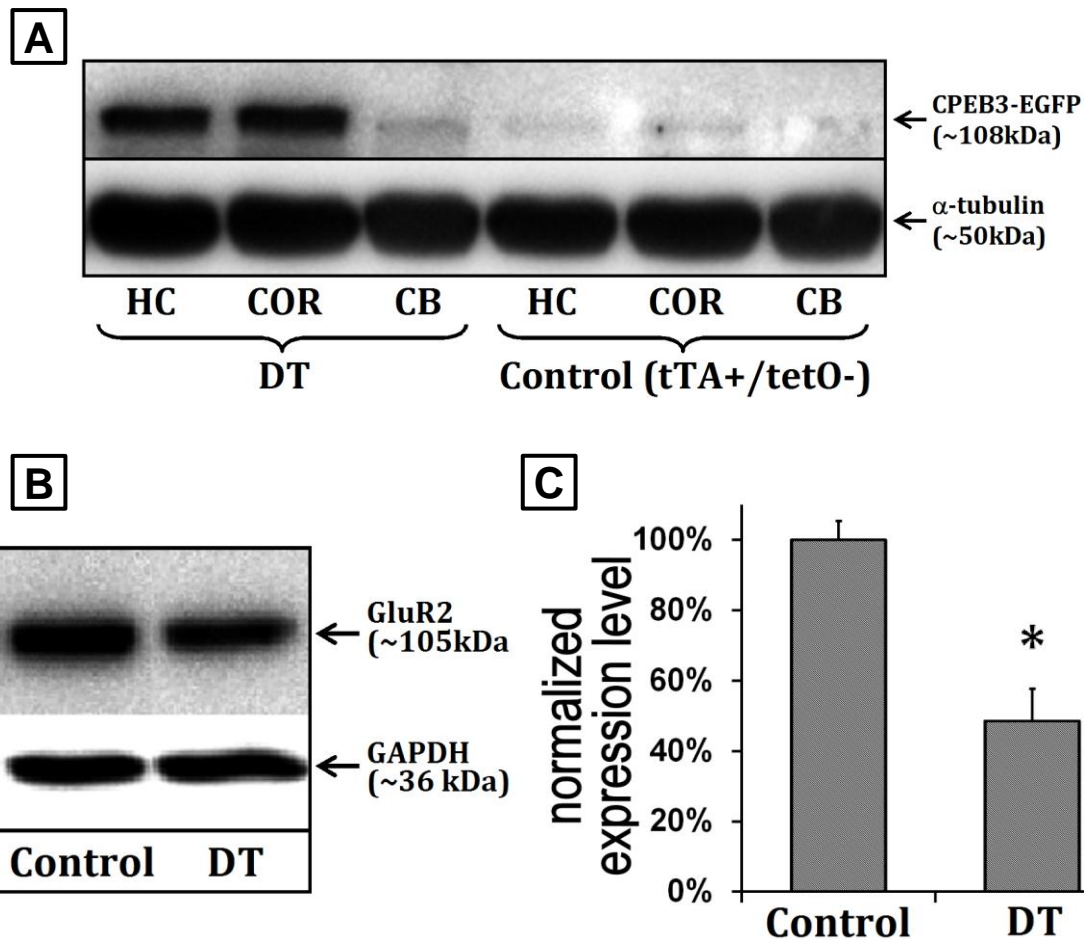 A
CPEB3-EGFP
(~108kDa)
α-tubulin
(~50kDa)
HC COR CB HC COR CB
DT Control (tTA+/tetO-)
B
GluR2
(~105kDa
GAPDH
(~36 kDa)
Control DT
C
normalized
expression level
100%
80%
60%
40%
20%
0%
*
Control DT